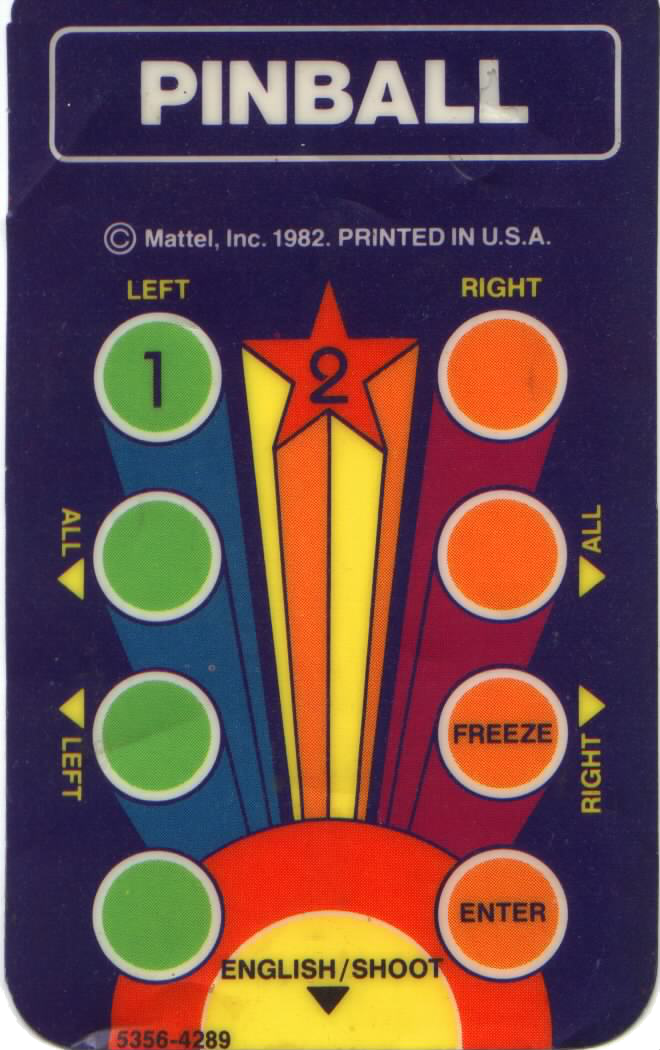 PINBALL
© Mattel, Inc. 1982. PRINTED IN U.S.A.
LEFT
RIGHT
1
2
ALL
ALL
LEFT
FREEZE
RIGHT
ENTER
ENGLISH/SHOOT
5356-4289